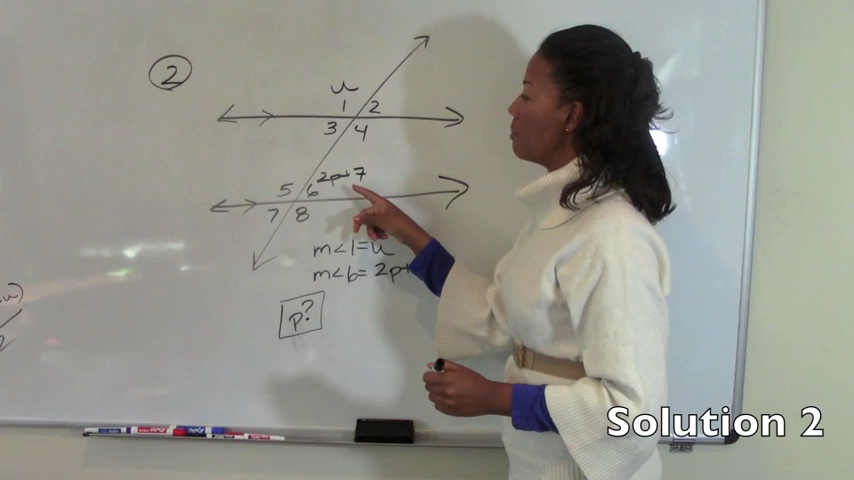 2
u
1 2
3 4
2p+7
5 6
7 8
m<1=u
m<6= 2p+
p?
Solution 2